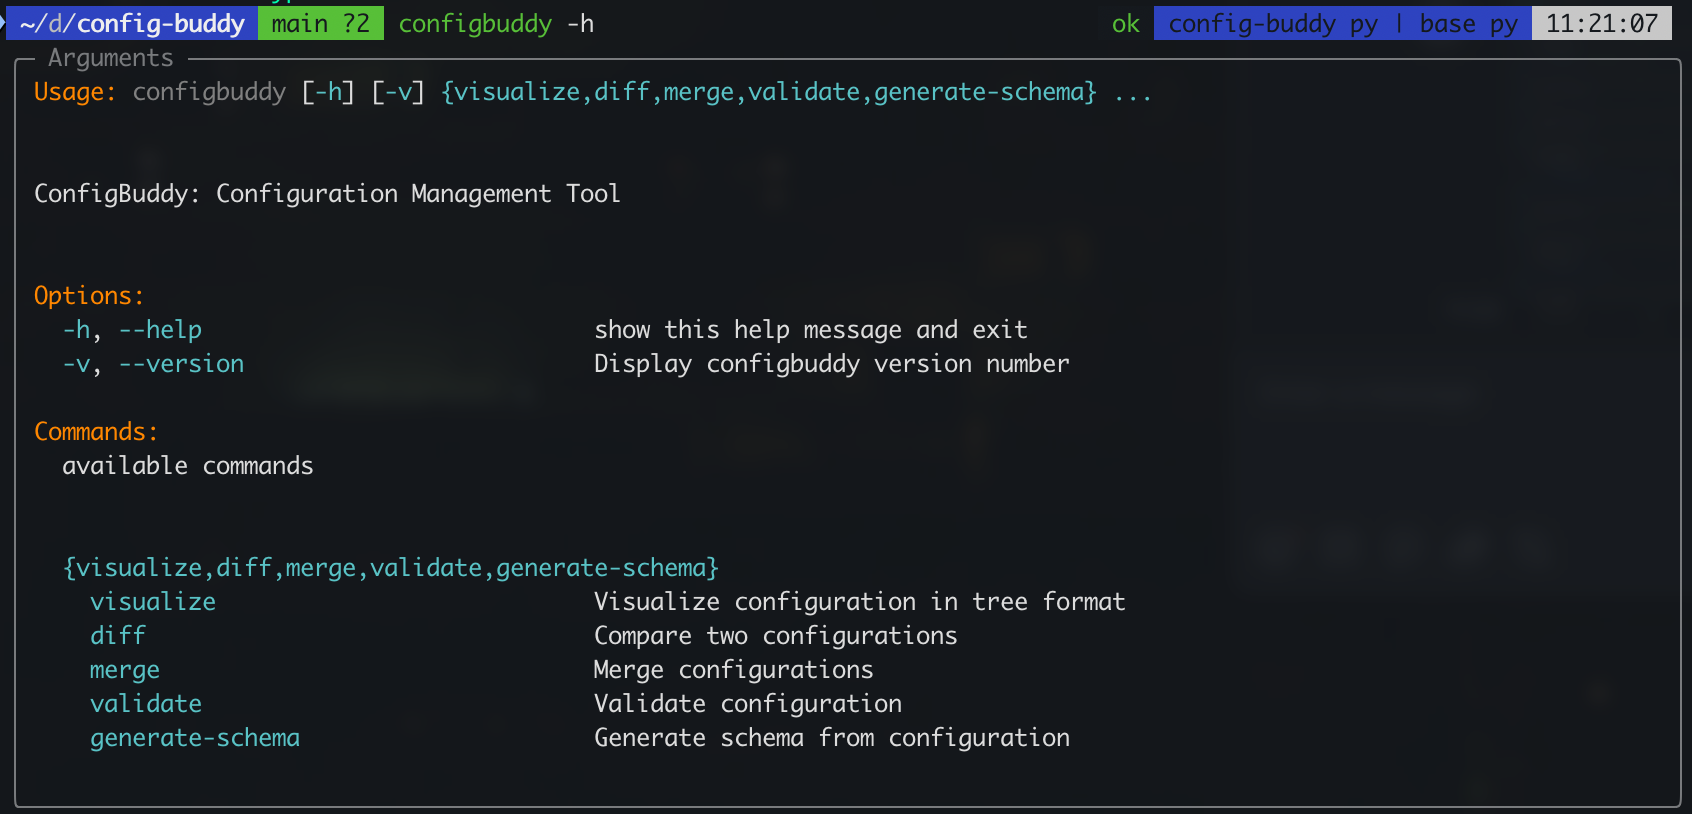 ~/d/config-buddy main ?2 configbuddy -h ok config-buddy py | base py 11:21:07
Arguments
Usage: configbuddy [-h] [-v] {visualize,diff,merge,validate,generate-schema} ...
ConfigBuddy: Configuration Management Tool
Options:
-h, --help show this help message and exit
-v, --version Display configbuddy version number
Commands:
available commands
{visualize,diff,merge,validate,generate-schema}
visualize Visualize configuration in tree format
diff Compare two configurations
merge Merge configurations
validate Validate configuration
generate-schema Generate schema from configuration